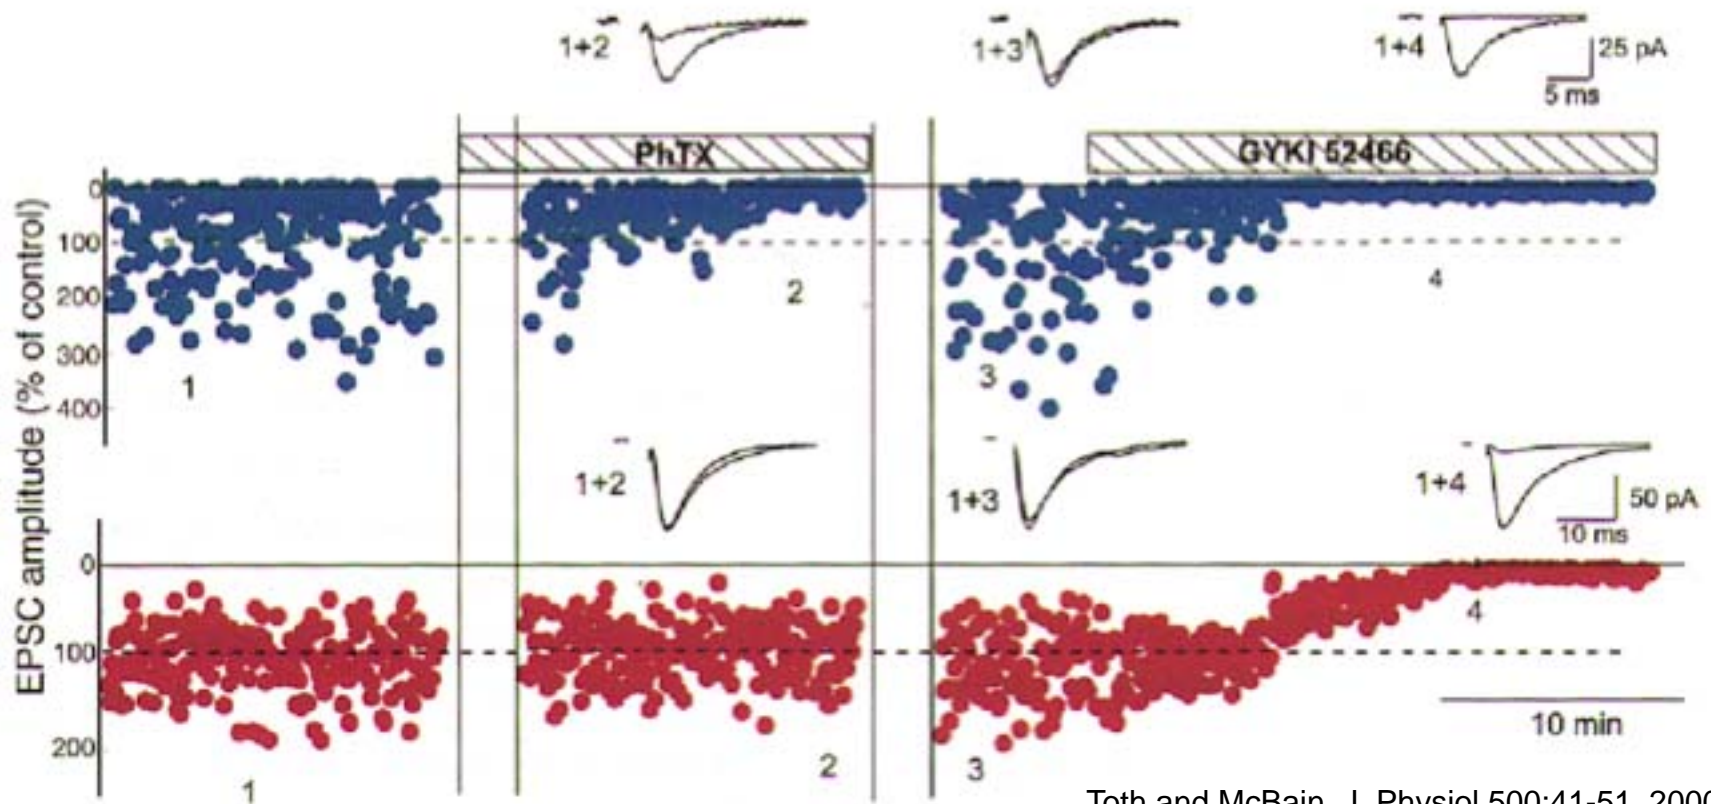 1+2
1+3
1+4
25 pA
5 ms
PhTX
GYKI 52466
EPSC amplitude (% of control)
0
100
200
300
400
1
2
3
4
1+2
1+3
1+4
50 pA
10 ms
0
100
200
1
2
3
4
10 min
Toth and McBain, J. Physiol 500:41-51, 2000